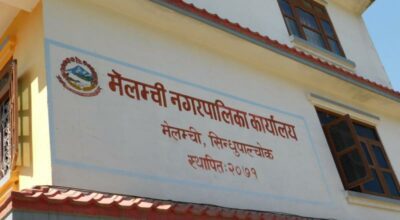 मेलम्ची नगरपालिका कार्यालय
मेलम्ची, सिन्धुपाल्चोक
स्थापितः२०७१